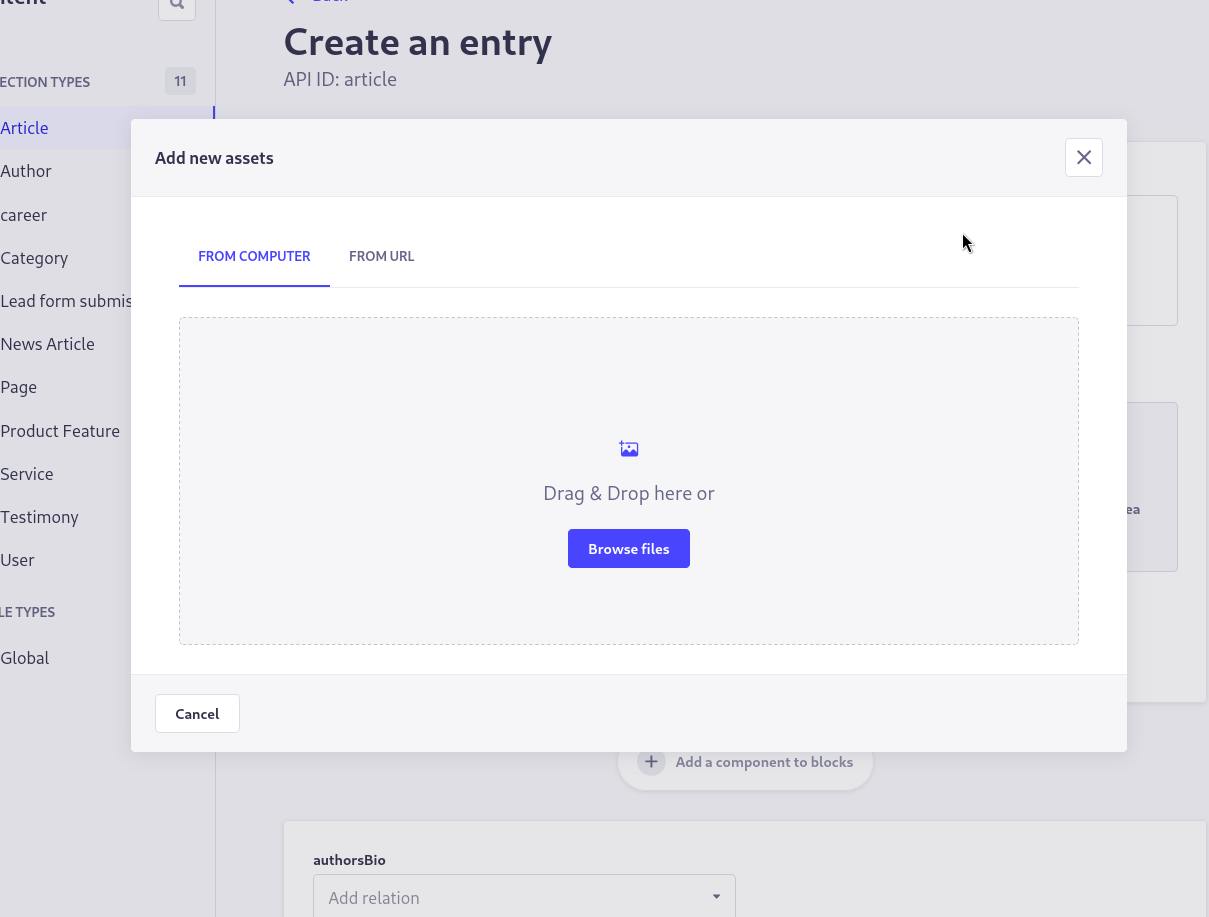 Create an entry
API ID: article
11
Article
Author
career
Category
Lead form submis
News Article
Page
Product Feature
Service
Testimony
User
LE TYPES
Global
ECTION TYPES
Add new assets
FROM COMPUTER
FROM URL
Drag & Drop here or
Browse files
Cancel
ea
Add a component to blocks
authorsBio
Add relation